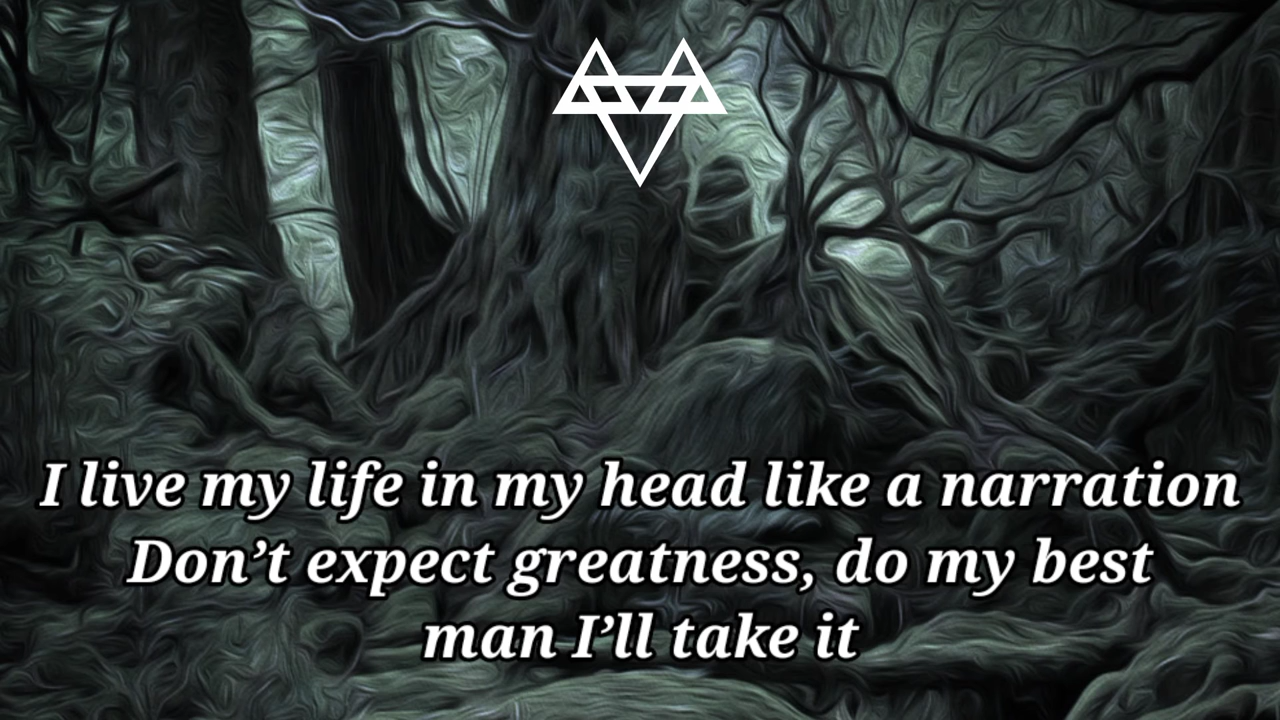 I live my life in my head like a narration
Don’t expect greatness, do my best
man I’ll take it